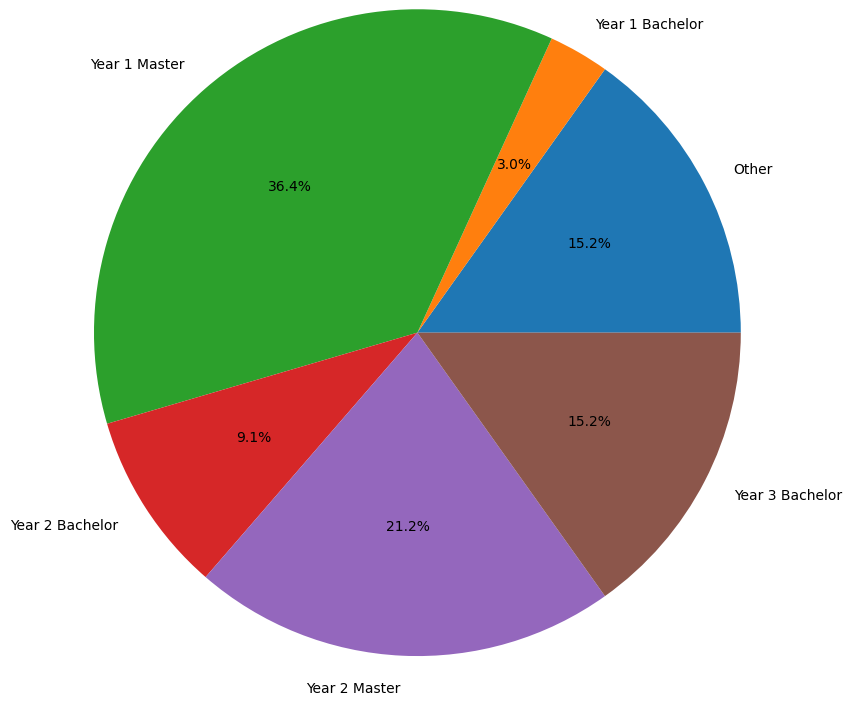 Year 1 Bachelor
Year 1 Master
3.0%
Other
36.4%
15.2%
15.2%
9.1%
Year 3 Bachelor
Year 2 Bachelor
21.2%
Year 2 Master